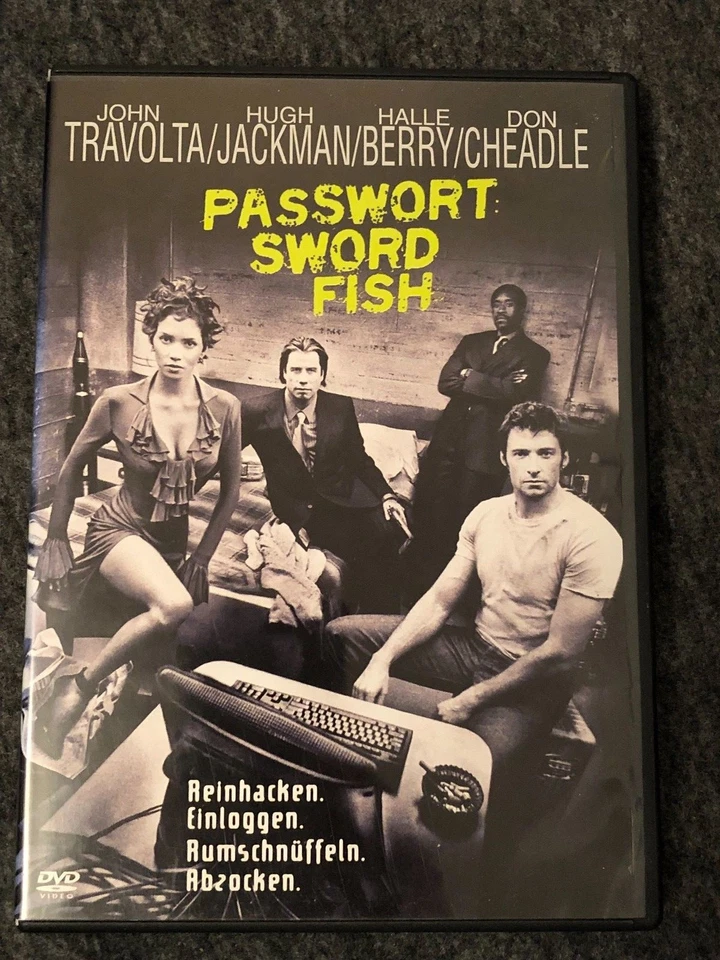 JOHN HUGH HALLE DON
TRAVOLTA/JACKMAN/BERRY/CHEADLE
PASSWORT:
SWORD
FISH
Reinhacken.
Einloggen.
Rumschnüffeln.
Abzocken.
DVD
VIDEO